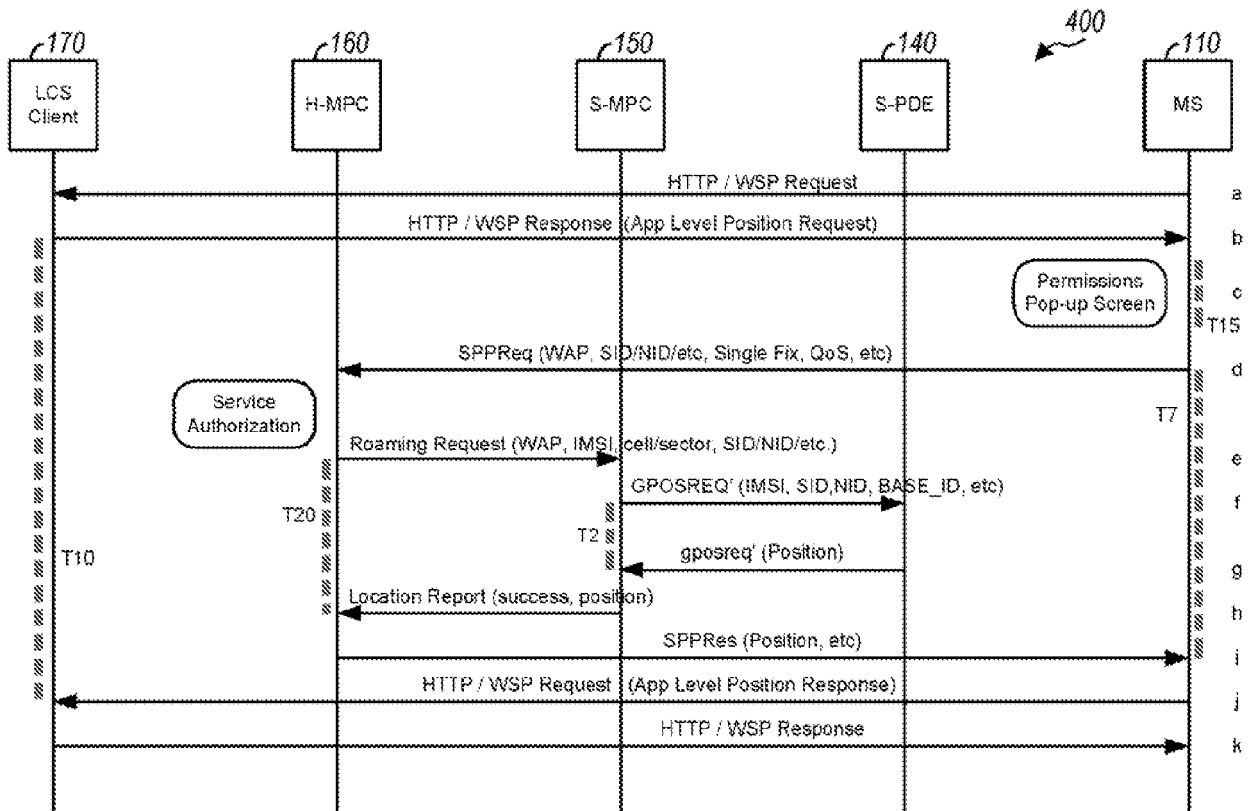 170
160
150
140
400
110
LCS
Client
H-MPC
S-MPC
S-PDE
MS
HTTP / WSP Request
a
HTTP / WSP Response (App Level Position Request)
b
Permissions
Pop-up Screen
c
T15
SPPReq (WAP, SID/NID/etc, Single Fix, QoS, etc)
d
Service
Authorization
T7
Roaming Request (WAP, IMSI, cell/sector, SID/NID/etc.)
e
GPOSREQ' (IMSI, SID,NID, BASE_ID, etc)
f
T20
T2
T10
gposreq' (Position)
g
Location Report (success, position)
h
SPPRes (Position, etc)
i
HTTP / WSP Request (App Level Position Response)
j
HTTP / WSP Response
k